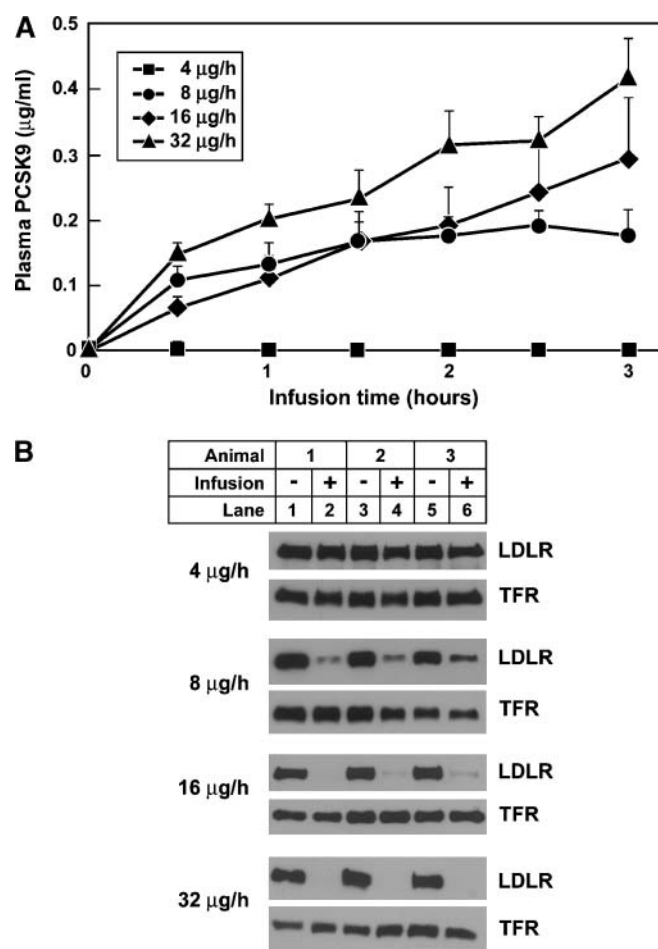 A
0.5
0.4
0.3
0.2
0.1
0
Plasma PCSK9 (μg/ml)
4 μg/h
8 μg/h
16 μg/h
32 μg/h
0 1 2 3
Infusion time (hours)
B
Animal 1 2 3
Infusion - + - + - +
Lane 1 2 3 4 5 6
4 μg/h
LDLR
TFR
8 μg/h
LDLR
TFR
16 μg/h
LDLR
TFR
32 μg/h
LDLR
TFR